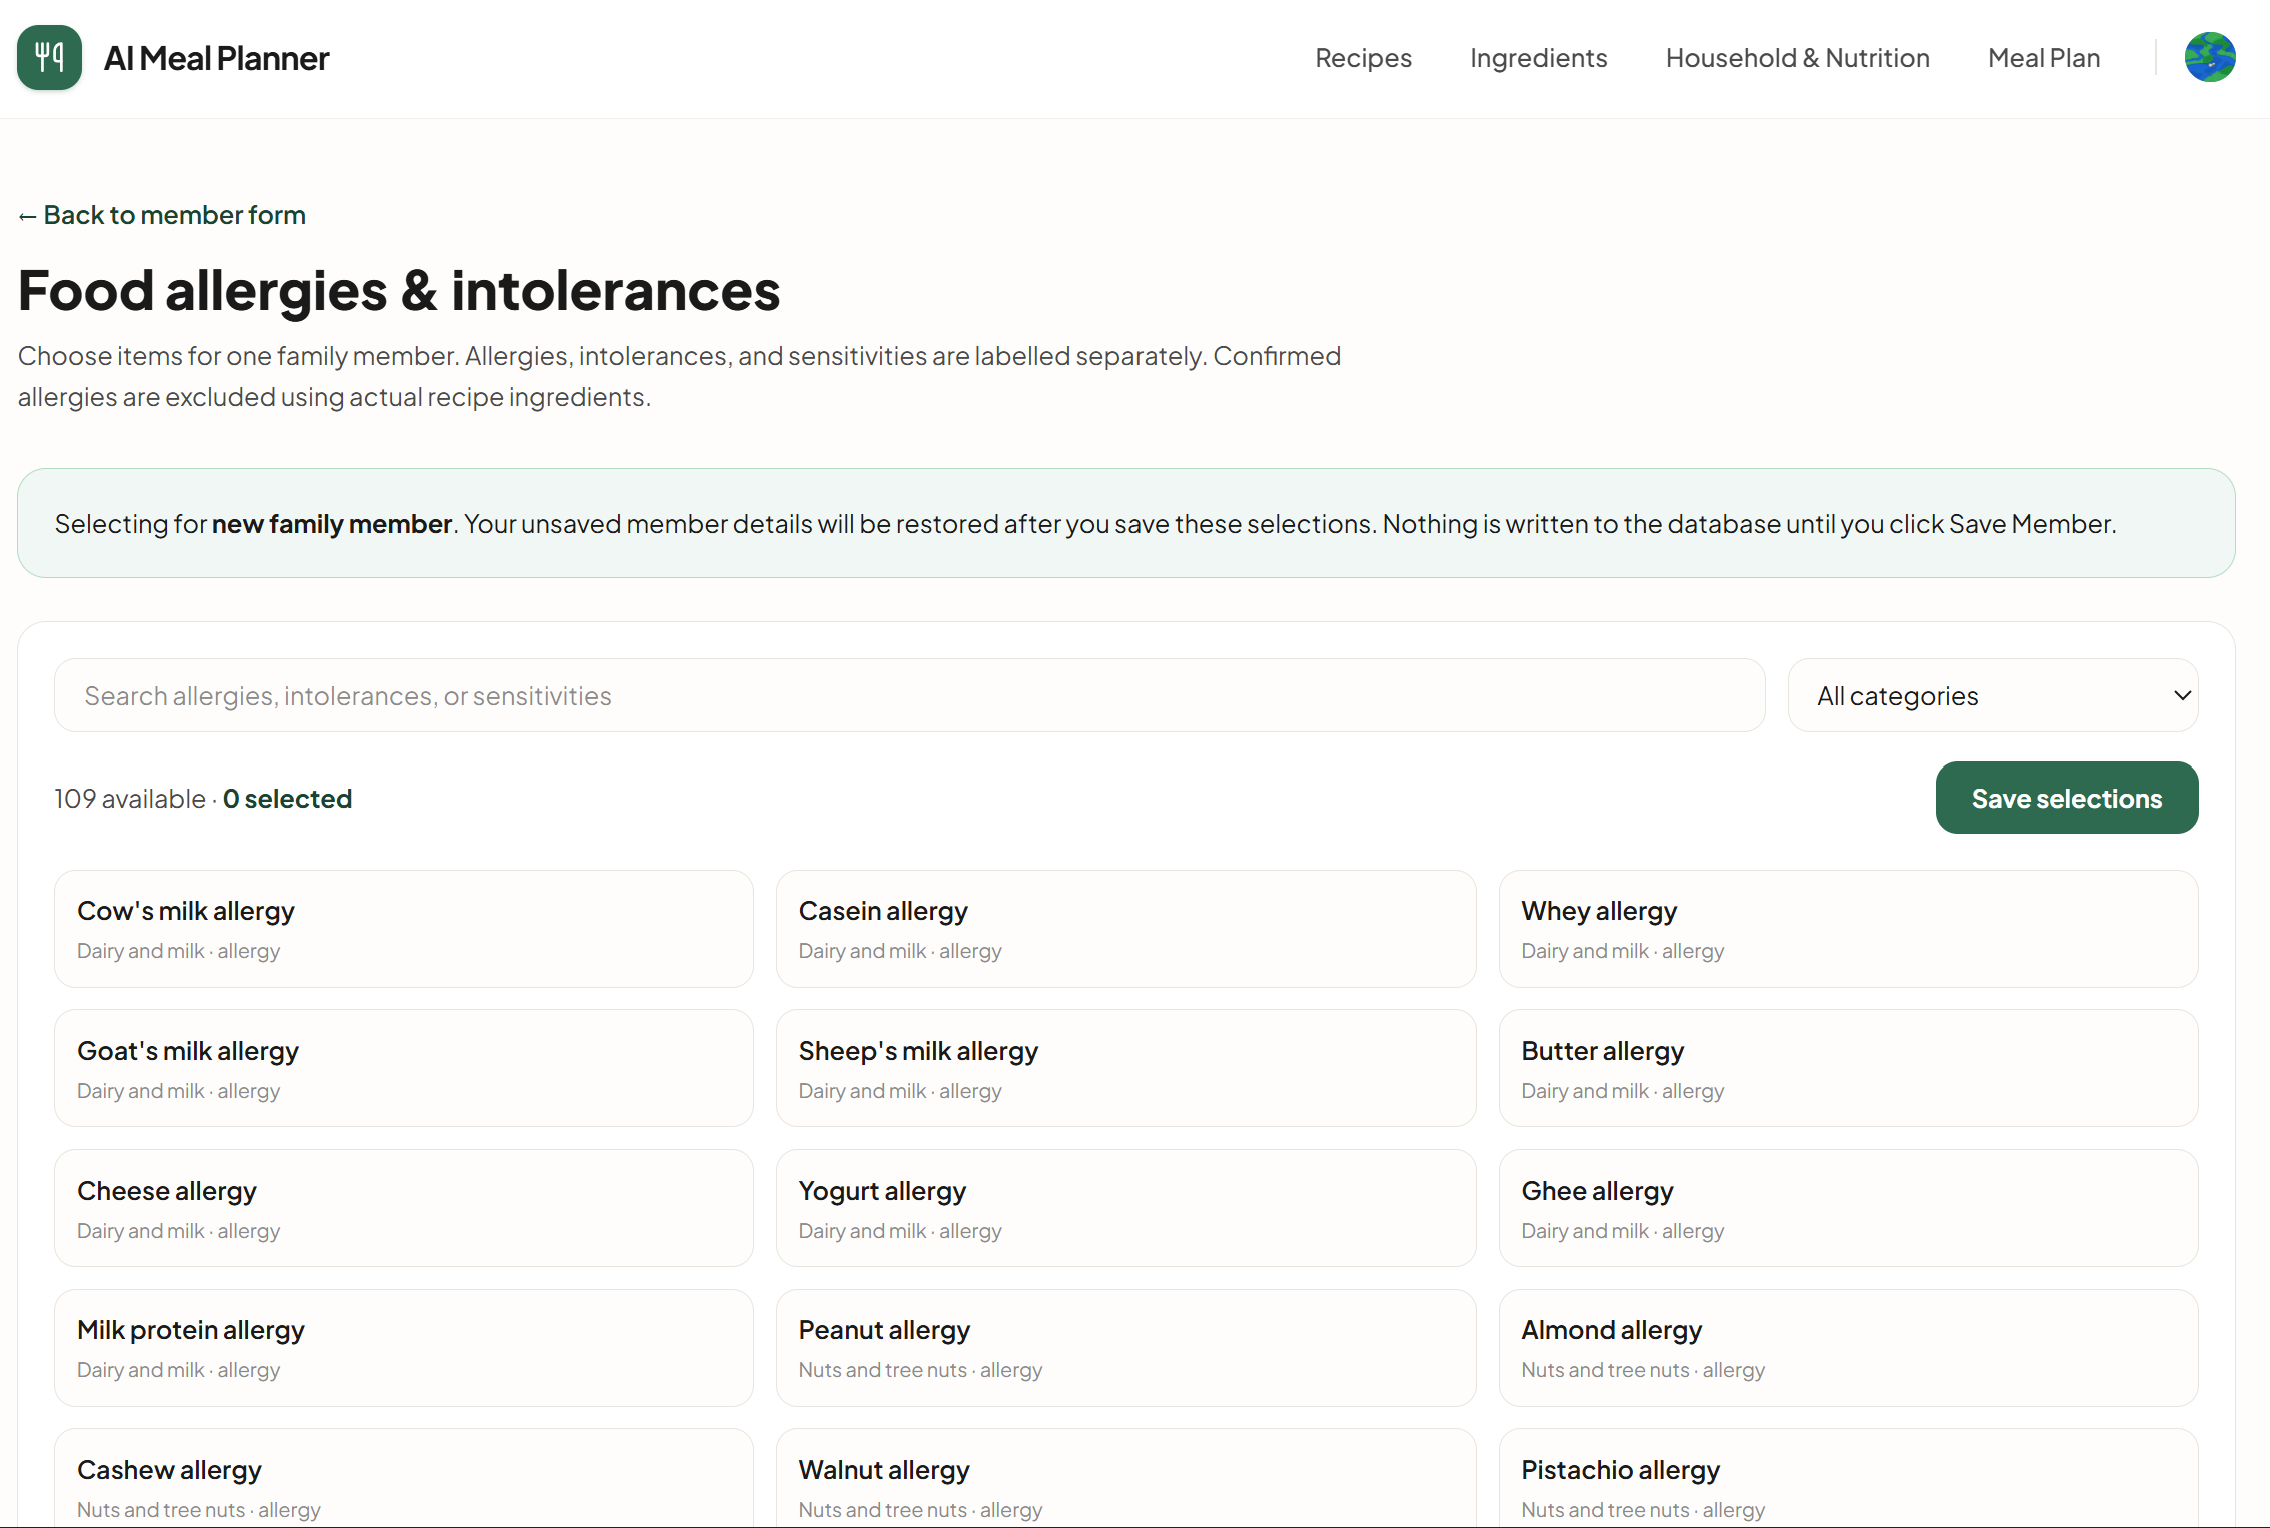 AI Meal Planner
Recipes
Ingredients
Household & Nutrition
Meal Plan
← Back to member form
Food allergies & intolerances
Choose items for one family member. Allergies, intolerances, and sensitivities are labelled separately. Confirmed
allergies are excluded using actual recipe ingredients.
Selecting for new family member. Your unsaved member details will be restored after you save these selections. Nothing is written to the database until you click Save Member.
Search allergies, intolerances, or sensitivities
All categories
109 available · 0 selected
Save selections
Cow's milk allergy
Dairy and milk · allergy
Casein allergy
Dairy and milk · allergy
Whey allergy
Dairy and milk · allergy
Goat's milk allergy
Dairy and milk · allergy
Sheep's milk allergy
Dairy and milk · allergy
Butter allergy
Dairy and milk · allergy
Cheese allergy
Dairy and milk · allergy
Yogurt allergy
Dairy and milk · allergy
Ghee allergy
Dairy and milk · allergy
Milk protein allergy
Dairy and milk · allergy
Peanut allergy
Nuts and tree nuts · allergy
Almond allergy
Nuts and tree nuts · allergy
Cashew allergy
Nuts and tree nuts · allergy
Walnut allergy
Nuts and tree nuts · allergy
Pistachio allergy
Nuts and tree nuts · allergy